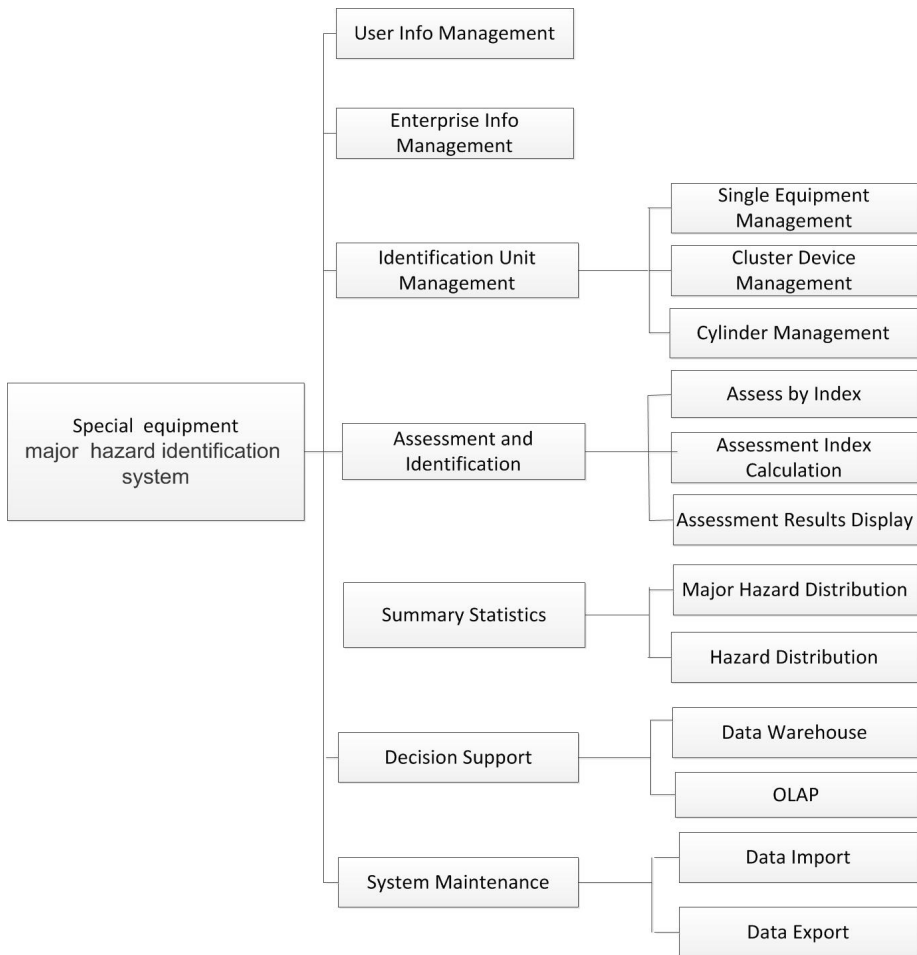 User Info Management
Enterprise Info
Management
Identification Unit
Management
Single Equipment
Management
Cluster Device
Management
Cylinder Management
Special equipment
major hazard identification
system
Assessment and
Identification
Assess by Index
Assessment Index
Calculation
Assessment Results Display
Summary Statistics
Major Hazard Distribution
Hazard Distribution
Decision Support
Data Warehouse
OLAP
System Maintenance
Data Import
Data Export